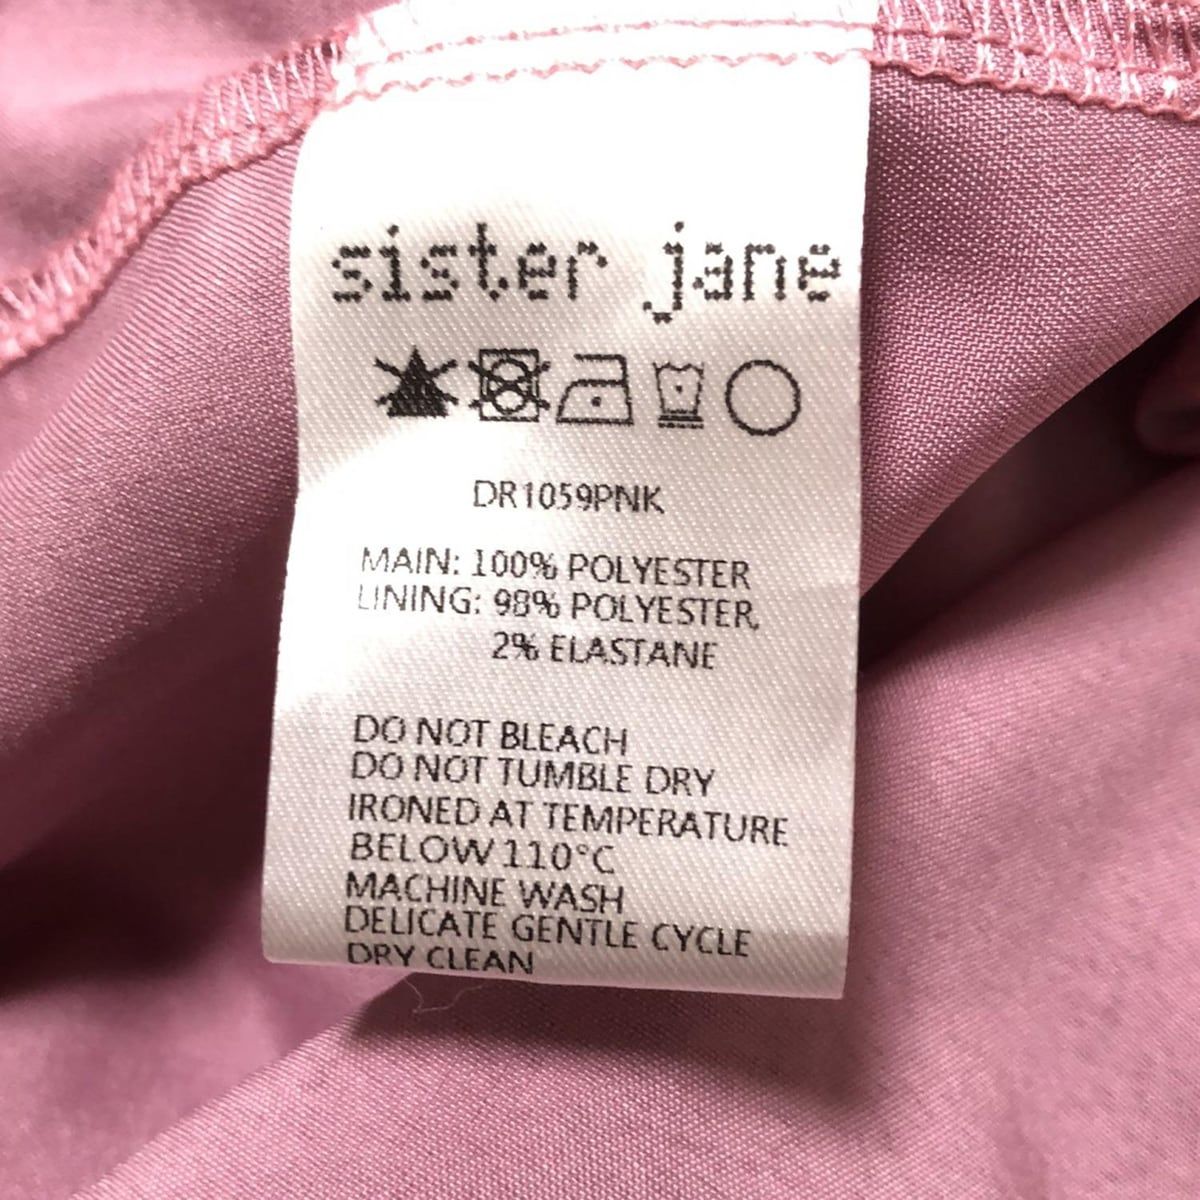 sister jane
DR1059PNK
MAIN: 100% POLYESTER
LINING: 98% POLYESTER,
2% ELASTANE
DO NOT BLEACH
DO NOT TUMBLE DRY
IRONED AT TEMPERATURE
BELOW 110°C
MACHINE WASH
DELICATE GENTLE CYCLE
DRY CLEAN